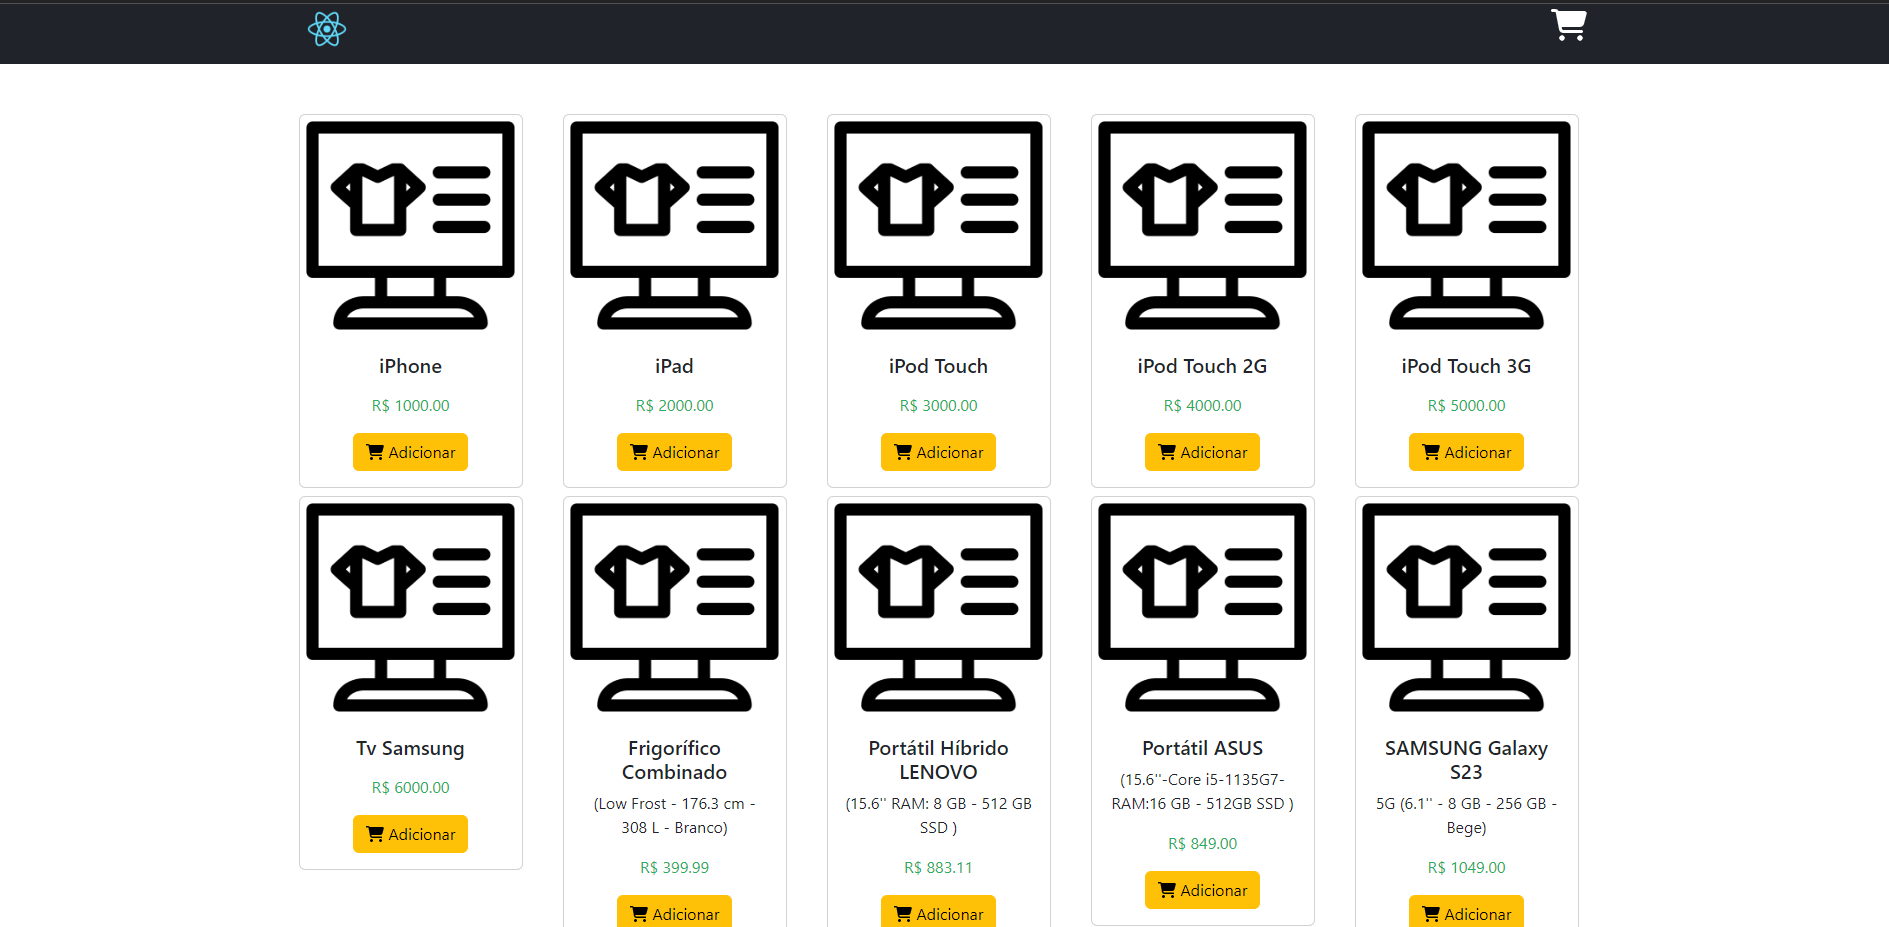 iPhone
R$ 1000.00
Adicionar
iPad
R$ 2000.00
Adicionar
iPod Touch
R$ 3000.00
Adicionar
iPod Touch 2G
R$ 4000.00
Adicionar
iPod Touch 3G
R$ 5000.00
Adicionar
Tv Samsung
R$ 6000.00
Adicionar
Frigorífico
Combinado
(Low Frost - 176.3 cm -
308 L - Branco)
R$ 399.99
Adicionar
Portátil Híbrido
LENOVO
(15.6'' RAM: 8 GB - 512 GB
SSD )
R$ 883.11
Adicionar
Portátil ASUS
(15.6''-Core i5-1135G7-
RAM:16 GB - 512GB SSD )
R$ 849.00
Adicionar
SAMSUNG Galaxy
S23
5G (6.1'' - 8 GB - 256 GB -
Bege)
R$ 1049.00
Adicionar